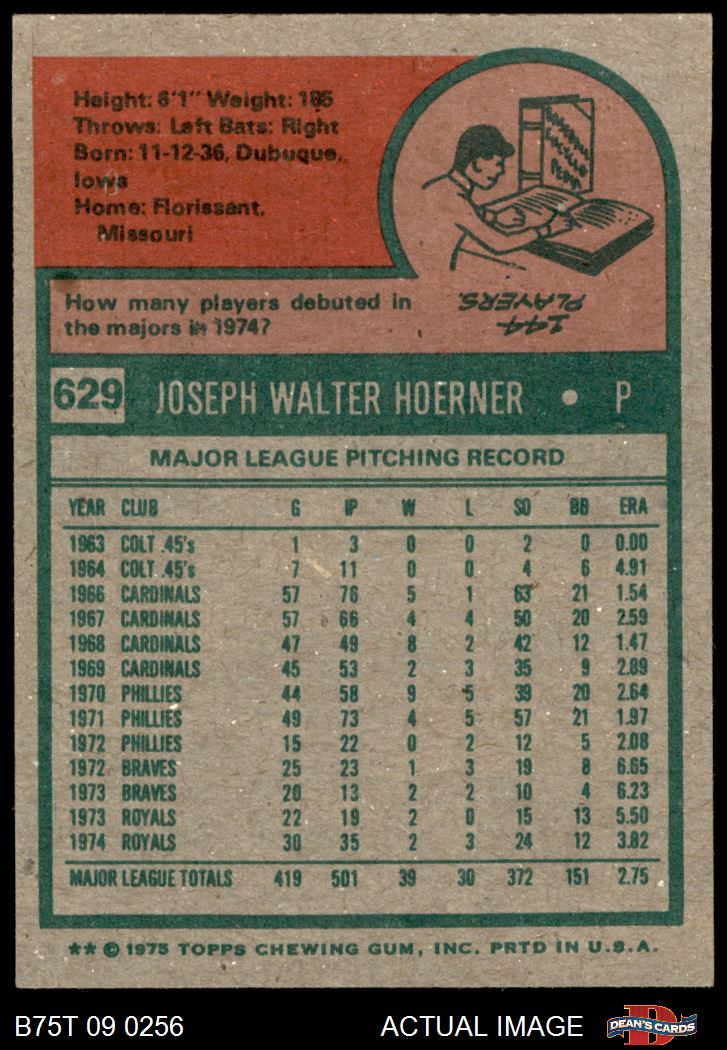 Height: 6'1" Weight: 185
Throws: Left Bats: Right
Born: 11-12-36, Dubuque,
Iowa
Home: Florissant,
Missouri
How many players debuted in
the majors in 1974?
144
PLAYERS.
629 JOSEPH WALTER HOERNER • P
MAJOR LEAGUE PITCHING RECORD
YEAR CLUB G IP W L SO BB ERA
1963 COLT .45's 1 3 0 0 2 0 0.00
1964 COLT .45's 7 11 0 0 4 6 4.91
1966 CARDINALS 57 76 5 1 63 21 1.54
1967 CARDINALS 57 66 4 4 50 20 2.59
1968 CARDINALS 47 49 8 2 42 12 1.47
1969 CARDINALS 45 53 2 3 35 9 2.89
1970 PHILLIES 44 58 9 5 39 20 2.64
1971 PHILLIES 49 73 4 5 57 21 1.97
1972 PHILLIES 15 22 0 2 12 5 2.08
1972 BRAVES 25 23 1 3 19 8 6.65
1973 BRAVES 20 13 2 2 10 4 6.23
1973 ROYALS 22 19 2 0 15 13 5.50
1974 ROYALS 30 35 2 3 24 12 3.82
MAJOR LEAGUE TOTALS 419 501 39 30 372 151 2.75
** © 1975 TOPPS CHEWING GUM, INC. PRTD IN U.S.A.
B75T 09 0256 ACTUAL IMAGE DEAN'S CARDS